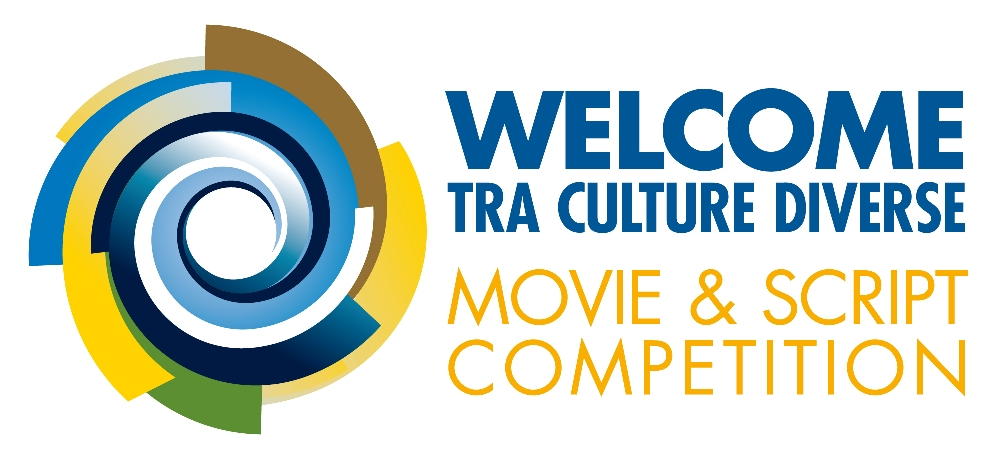 WELCOME
TRA CULTURE DIVERSE
MOVIE & SCRIPT
COMPETITION